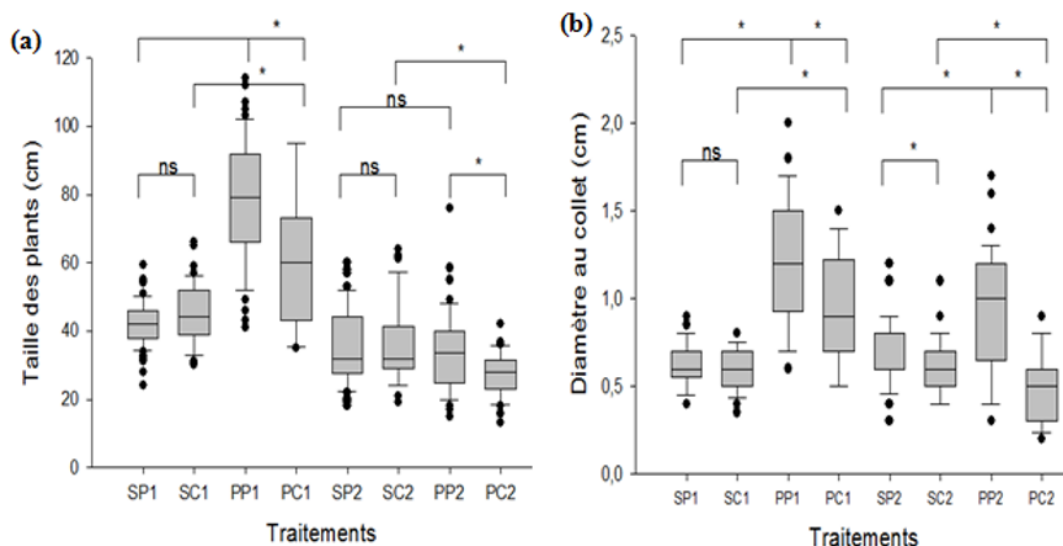 (a)
*
*
*
ns
ns
ns
*
Taille des plants (cm)
120
100
80
60
40
20
0
SP1 SC1 PP1 PC1 SP2 SC2 PP2 PC2
Traitements
(b)
* * *
* * *
ns *
Diamètre au collet (cm)
2,5
2,0
1,5
1,0
0,5
0,0
SP1 SC1 PP1 PC1 SP2 SC2 PP2 PC2
Traitements